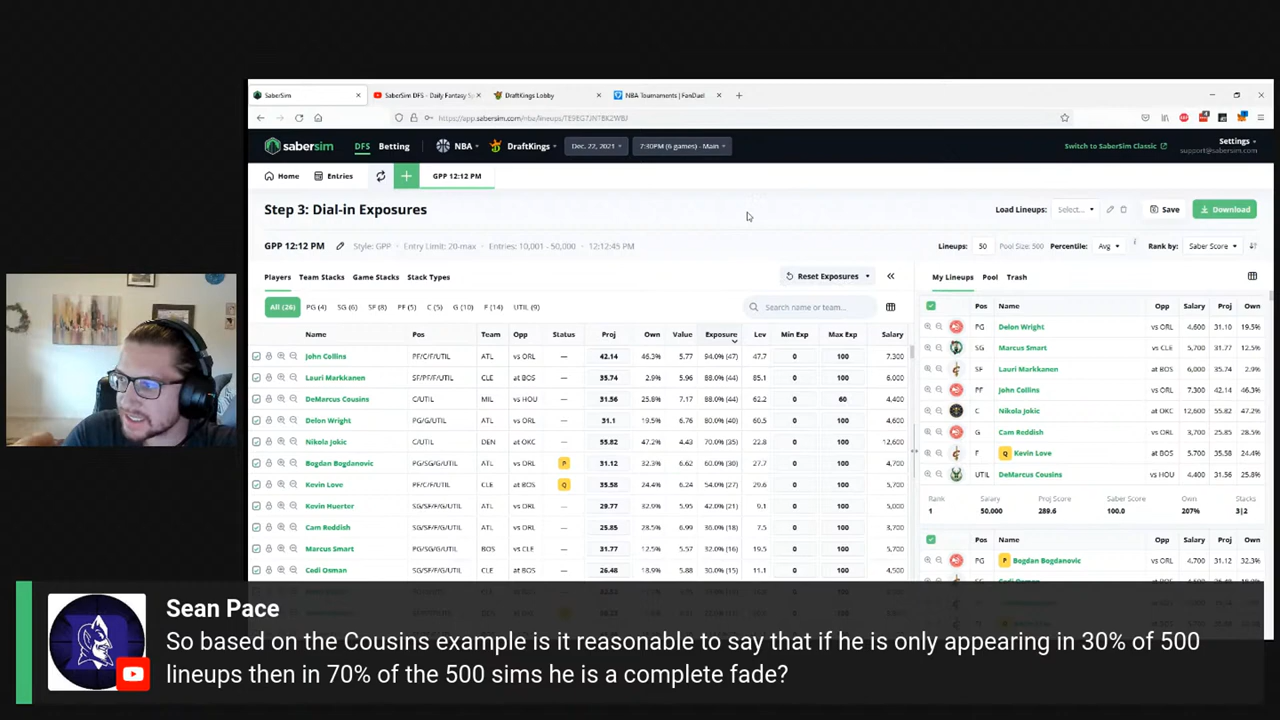 SaberSim
SaberSim DFS - Daily Fantasy Sp
DraftKings Lobby
NBA Tournaments | FanDuel
sabersim
DFS
Betting
NBA
DraftKings
Dec. 22, 2021
7:30PM (6 games) - Main
Switch to SaberSim Classic
Settings
support@sabersim.com
Home
Entries
GPP 12:12 PM
Step 3: Dial-in Exposures
Load Lineups:
Select...
Save
Download
GPP 12:12 PM
Style: GPP
Entry Limit: 20-max
Entries: 10,001 - 50,000
12:12:45 PM
Lineups: 50
Pool Size: 500
Percentile: Avg
Rank by: Saber Score
Players
Team Stacks
Game Stacks
Stack Types
Reset Exposures
All (26)
PG (4)
SG (6)
SF (8)
PF (5)
C (5)
G (10)
F (14)
UTIL (9)
Search name or team...
Name Pos Team Opp Status Proj Own Value Exposure Lev Min Exp Max Exp Salary
John Collins PF/C/F/UTIL ATL vs ORL — 42.14 46.3% 5.77 94.0% (47) 47.7 0 100 7,300
Lauri Markkanen SF/PF/F/UTIL CLE at BOS — 35.74 2.9% 5.96 88.0% (44) 85.1 0 100 6,000
DeMarcus Cousins C/UTIL MIL vs HOU — 31.56 25.8% 7.17 88.0% (44) 62.2 0 60 4,400
Delon Wright PG/G/UTIL ATL vs ORL — 31.1 19.5% 6.76 80.0% (40) 60.5 0 100 4,600
Nikola Jokic C/UTIL DEN at OKC — 55.82 47.2% 4.43 70.0% (35) 22.8 0 100 12,600
Bogdan Bogdanovic PG/SG/G/UTIL ATL vs ORL P 31.12 32.3% 6.62 60.0% (30) 27.7 0 100 4,700
Kevin Love PF/C/F/UTIL CLE at BOS Q 35.58 24.4% 6.24 54.0% (27) 29.6 0 100 5,700
Kevin Huerter SG/SF/F/G/UTIL ATL vs ORL — 29.77 32.9% 5.95 42.0% (21) 9.1 0 100 5,000
Cam Reddish SG/SF/F/G/UTIL ATL vs ORL — 25.85 28.5% 6.99 36.0% (18) 7.5 0 100 3,700
Marcus Smart PG/SG/G/UTIL BOS vs CLE — 31.77 12.5% 5.57 32.0% (16) 19.5 0 100 5,700
Cedi Osman SG/SF/F/G/UTIL CLE at BOS — 26.48 18.9% 5.88 30.0% (15) 11.1 0 100 4,500
My Lineups
Pool
Trash
Pos Name Opp Salary Proj Own
PG Delon Wright vs ORL 4,600 31.10 19.5%
SG Marcus Smart vs CLE 5,700 31.77 12.5%
SF Lauri Markkanen at BOS 6,000 35.74 2.9%
PF John Collins vs ORL 7,300 42.14 46.3%
C Nikola Jokic at OKC 12,600 55.82 47.2%
G Cam Reddish vs ORL 3,700 25.85 28.5%
F Q Kevin Love at BOS 5,700 35.58 24.4%
UTIL DeMarcus Cousins vs HOU 4,400 31.56 25.8%
Rank Salary Proj Score Saber Score Own Stacks
1 50,000 289.6 100.0 207% 3|2
Pos Name Opp Salary Proj Own
PG P Bogdan Bogdanovic vs ORL 4,700 31.12 32.3%
Sean Pace
So based on the Cousins example is it reasonable to say that if he is only appearing in 30% of 500
lineups then in 70% of the 500 sims he is a complete fade?